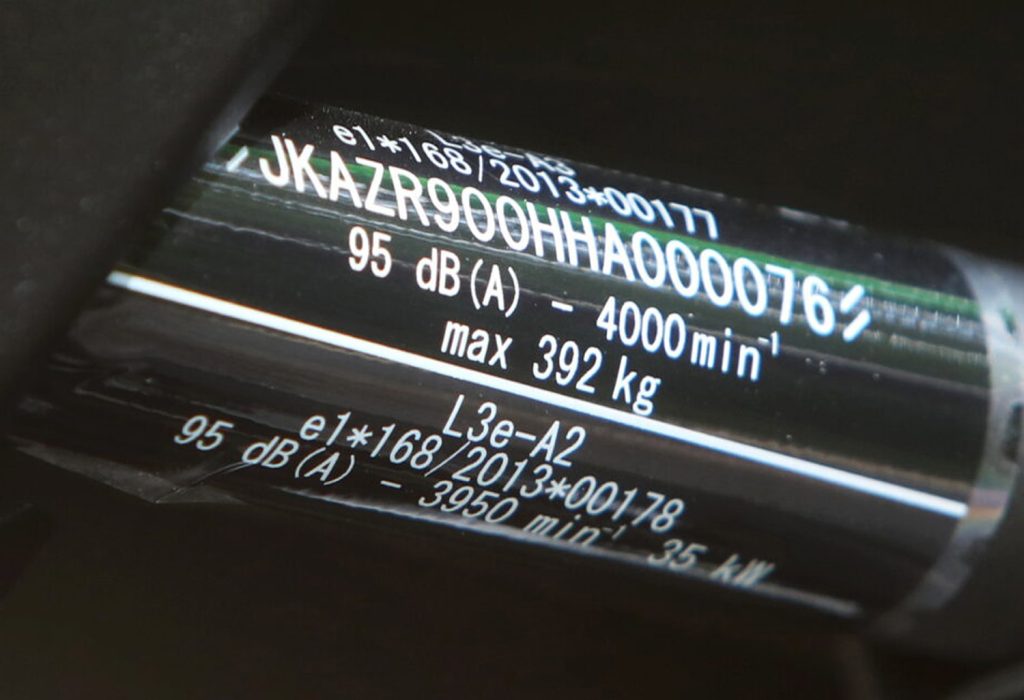 L3e-A3
e1*168/2013*00177
JKAZR900HHA000076
95 dB(A) - 4000min⁻¹
max 392 kg
L3e-A2
e1*168/2013*00178
95 dB(A) - 3950 min⁻¹ 35 kW